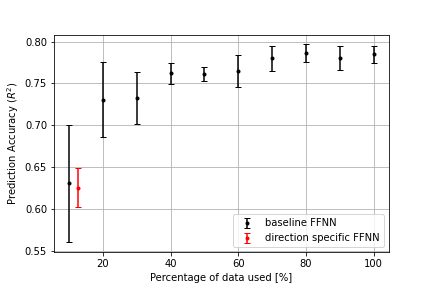 0.80
0.75
0.70
0.65
0.60
0.55
Prediction Accuracy (R²)
20 40 60 80 100
Percentage of data used [%]
baseline FFNN
direction specific FFNN